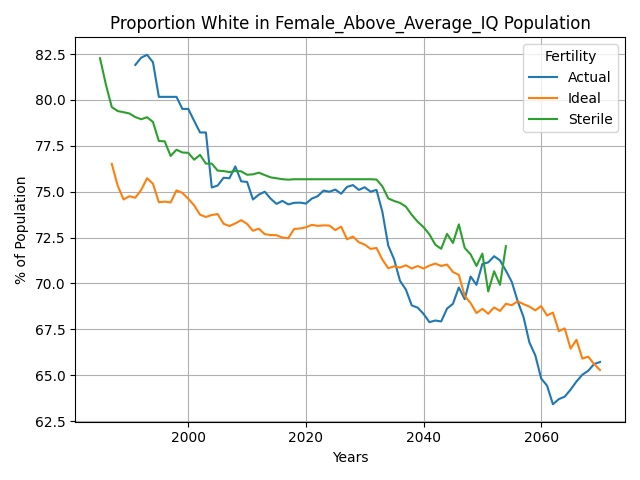 Proportion White in Female_Above_Average_IQ Population
Fertility
Actual
Ideal
Sterile
% of Population
82.5
80.0
77.5
75.0
72.5
70.0
67.5
65.0
62.5
2000
2020
2040
2060
Years